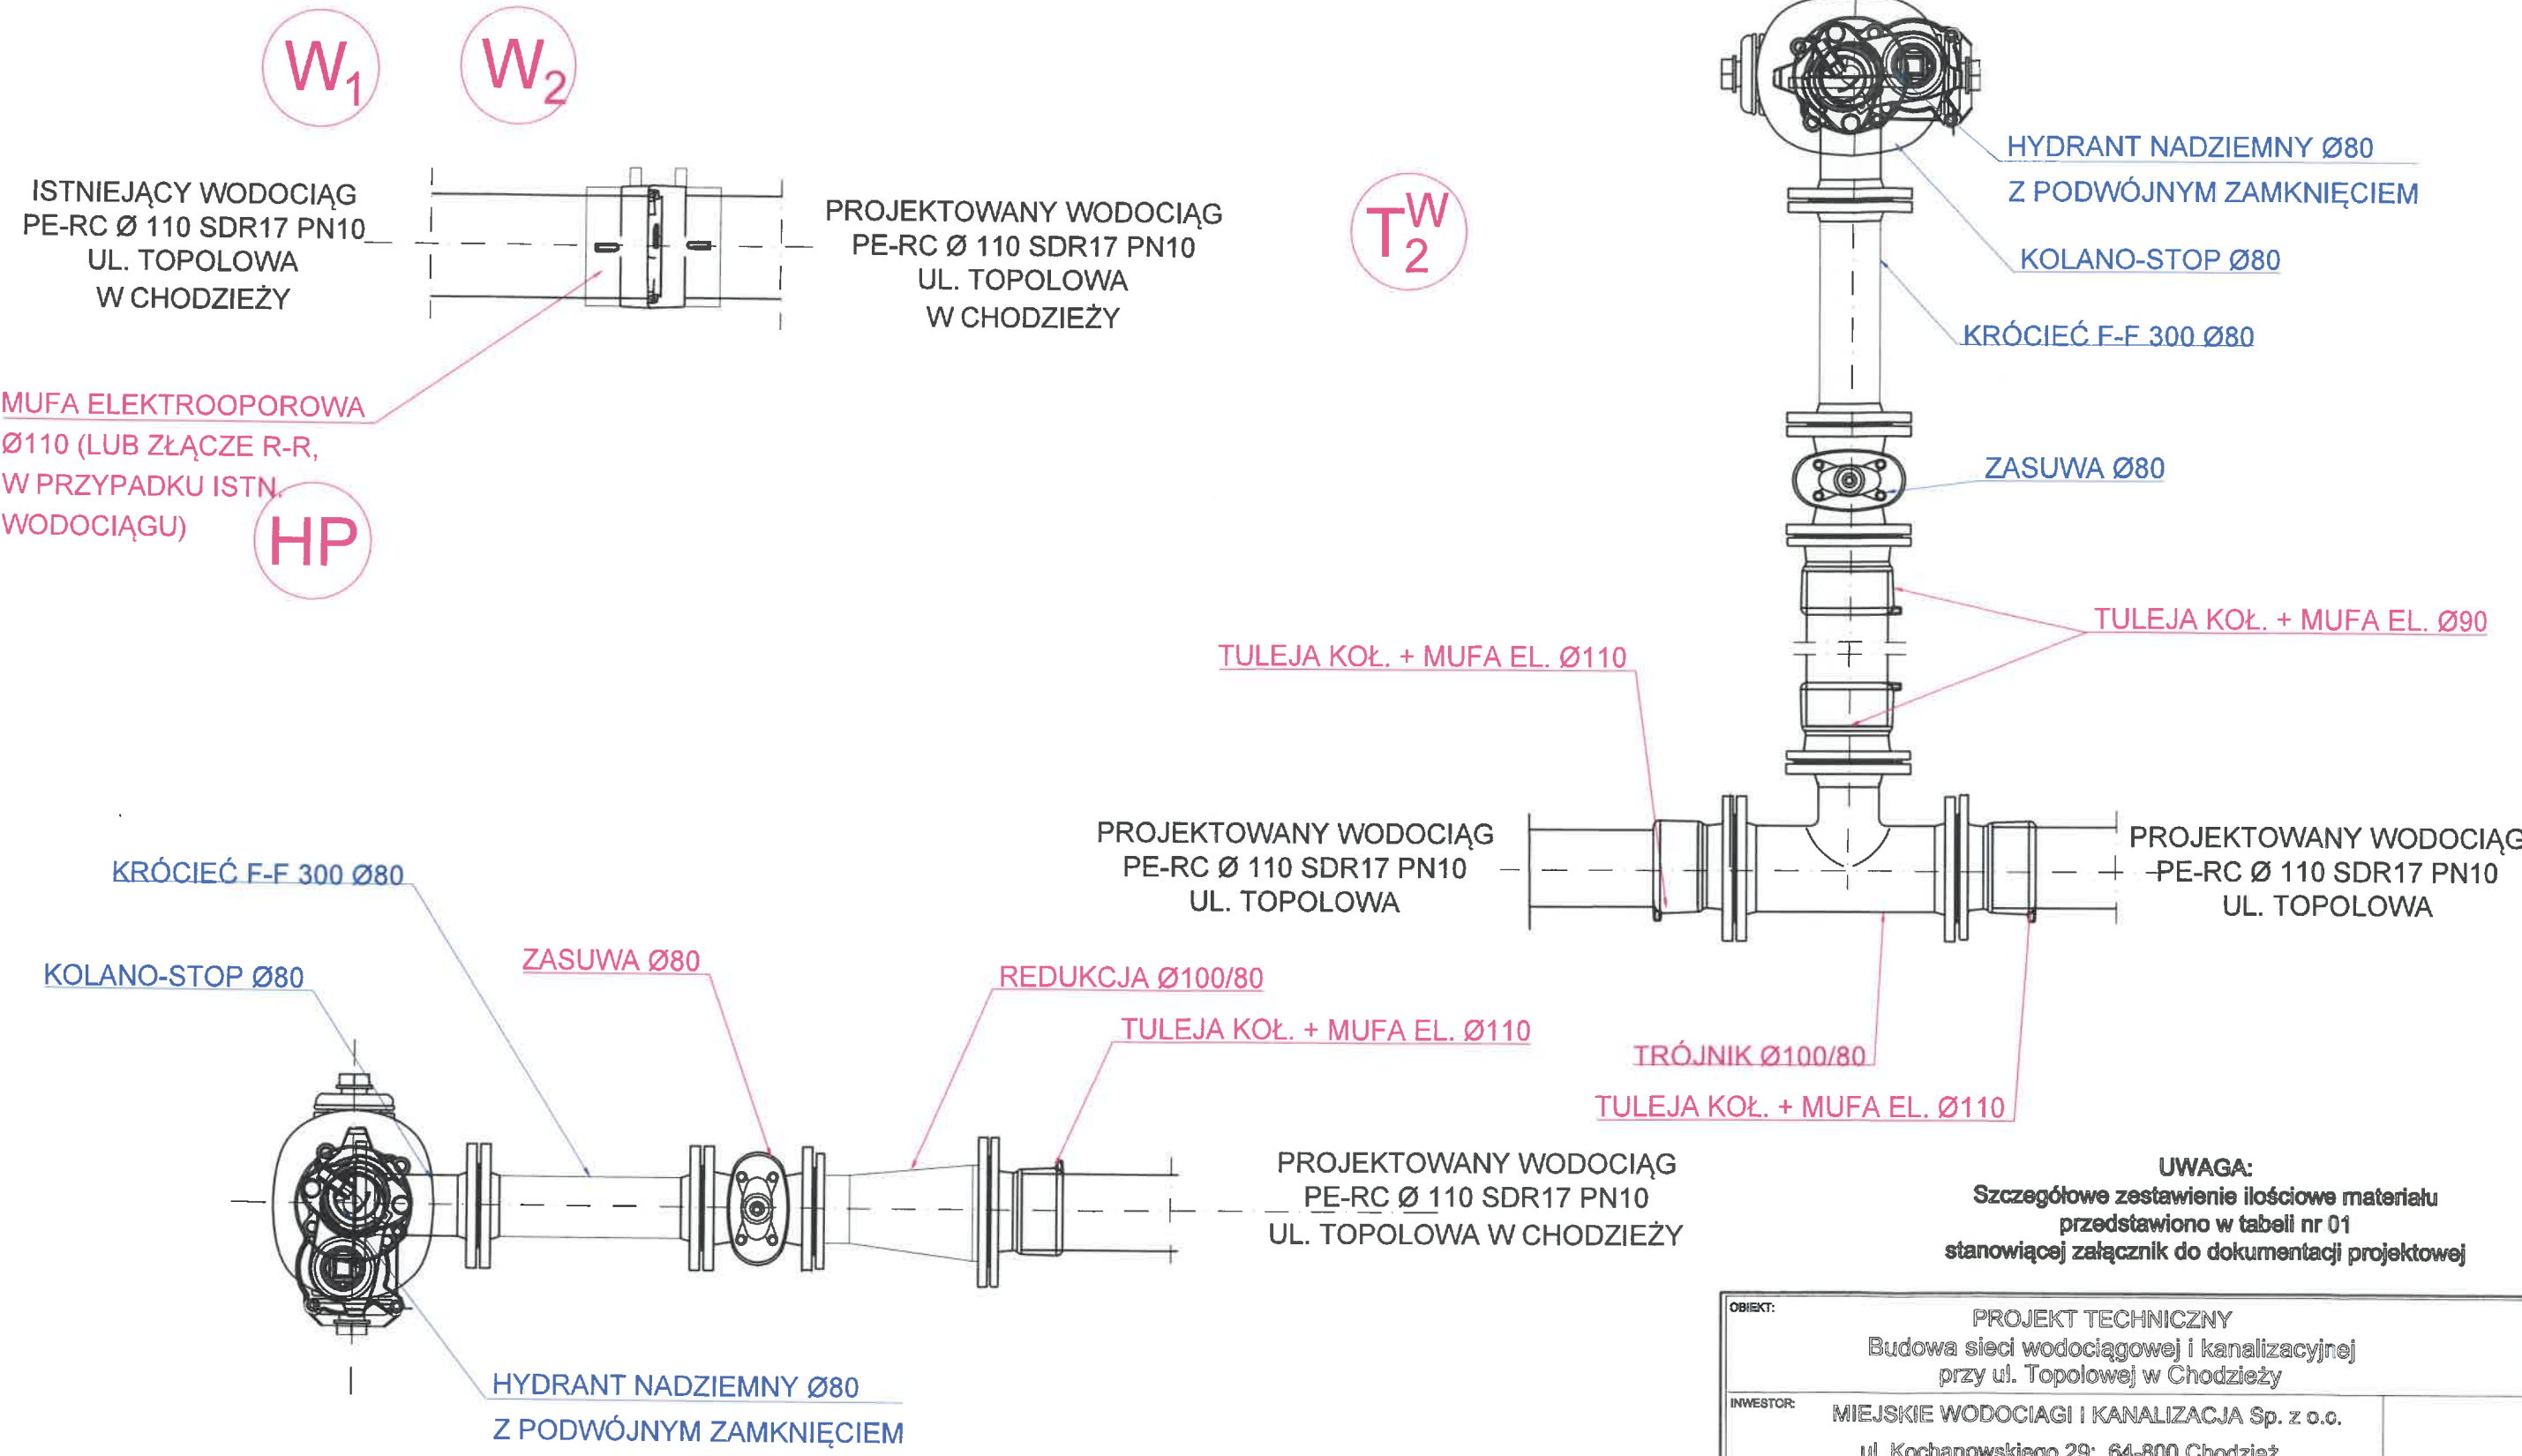 W1
W2
ISTNIEJĄCY WODOCIĄG
PE-RC Ø 110 SDR17 PN10
UL. TOPOLOWA
W CHODZIEŻY
PROJEKTOWANY WODOCIĄG
PE-RC Ø 110 SDR17 PN10
UL. TOPOLOWA
W CHODZIEŻY
MUFA ELEKTROOPOROWA
Ø110 (LUB ZŁĄCZE R-R,
W PRZYPADKU ISTN.
WODOCIĄGU)
T2W
HYDRANT NADZIEMNY Ø80
Z PODWÓJNYM ZAMKNIĘCIEM
KOLANO-STOP Ø80
KRÓCIEĆ F-F 300 Ø80
ZASUWA Ø80
TULEJA KOŁ. + MUFA EL. Ø90
TULEJA KOŁ. + MUFA EL. Ø110
PROJEKTOWANY WODOCIĄG
PE-RC Ø 110 SDR17 PN10
UL. TOPOLOWA
PROJEKTOWANY WODOCIĄG
PE-RC Ø 110 SDR17 PN10
UL. TOPOLOWA
TRÓJNIK Ø100/80
TULEJA KOŁ. + MUFA EL. Ø110
HP
KRÓCIEĆ F-F 300 Ø80
KOLANO-STOP Ø80
ZASUWA Ø80
REDUKCJA Ø100/80
TULEJA KOŁ. + MUFA EL. Ø110
PROJEKTOWANY WODOCIĄG
PE-RC Ø 110 SDR17 PN10
UL. TOPOLOWA W CHODZIEŻY
HYDRANT NADZIEMNY Ø80
Z PODWÓJNYM ZAMKNIĘCIEM
UWAGA:
Szczegółowe zestawienie ilościowe materiału
przedstawiono w tabeli nr 01
stanowiącej załącznik do dokumentacji projektowej
OBIEKT:
PROJEKT TECHNICZNY
Budowa sieci wodociągowej i kanalizacyjnej
przy ul. Topolowej w Chodzieży
INWESTOR:
MIEJSKIE WODOCIAGI I KANALIZACJA Sp. z o.o.
ul. Kochanowskiego 29; 64-800 Chodzież